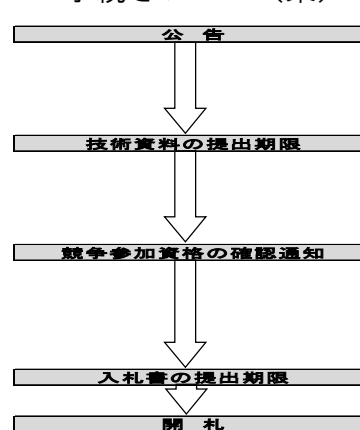 公 告
技術資料の提出期限
競争参加資格の確認通知
入札書の提出期限
開 札